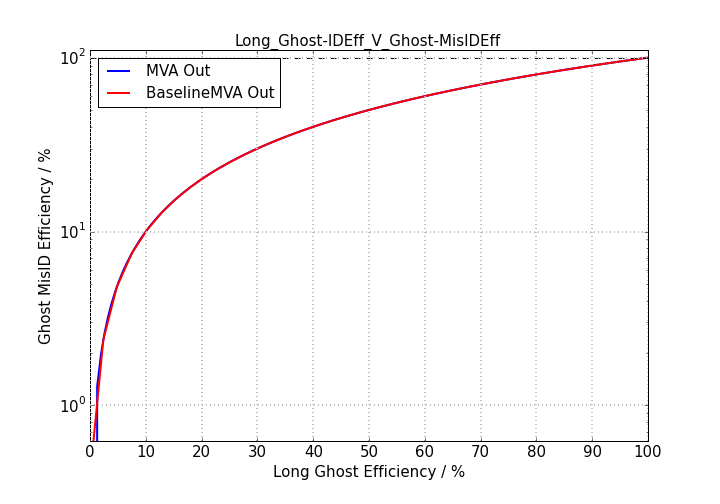 Long_Ghost-IDEff_V_Ghost-MisIDEff
MVA Out
BaselineMVA Out
10²
10¹
10⁰
Ghost MisID Efficiency / %
0 10 20 30 40 50 60 70 80 90 100
Long Ghost Efficiency / %